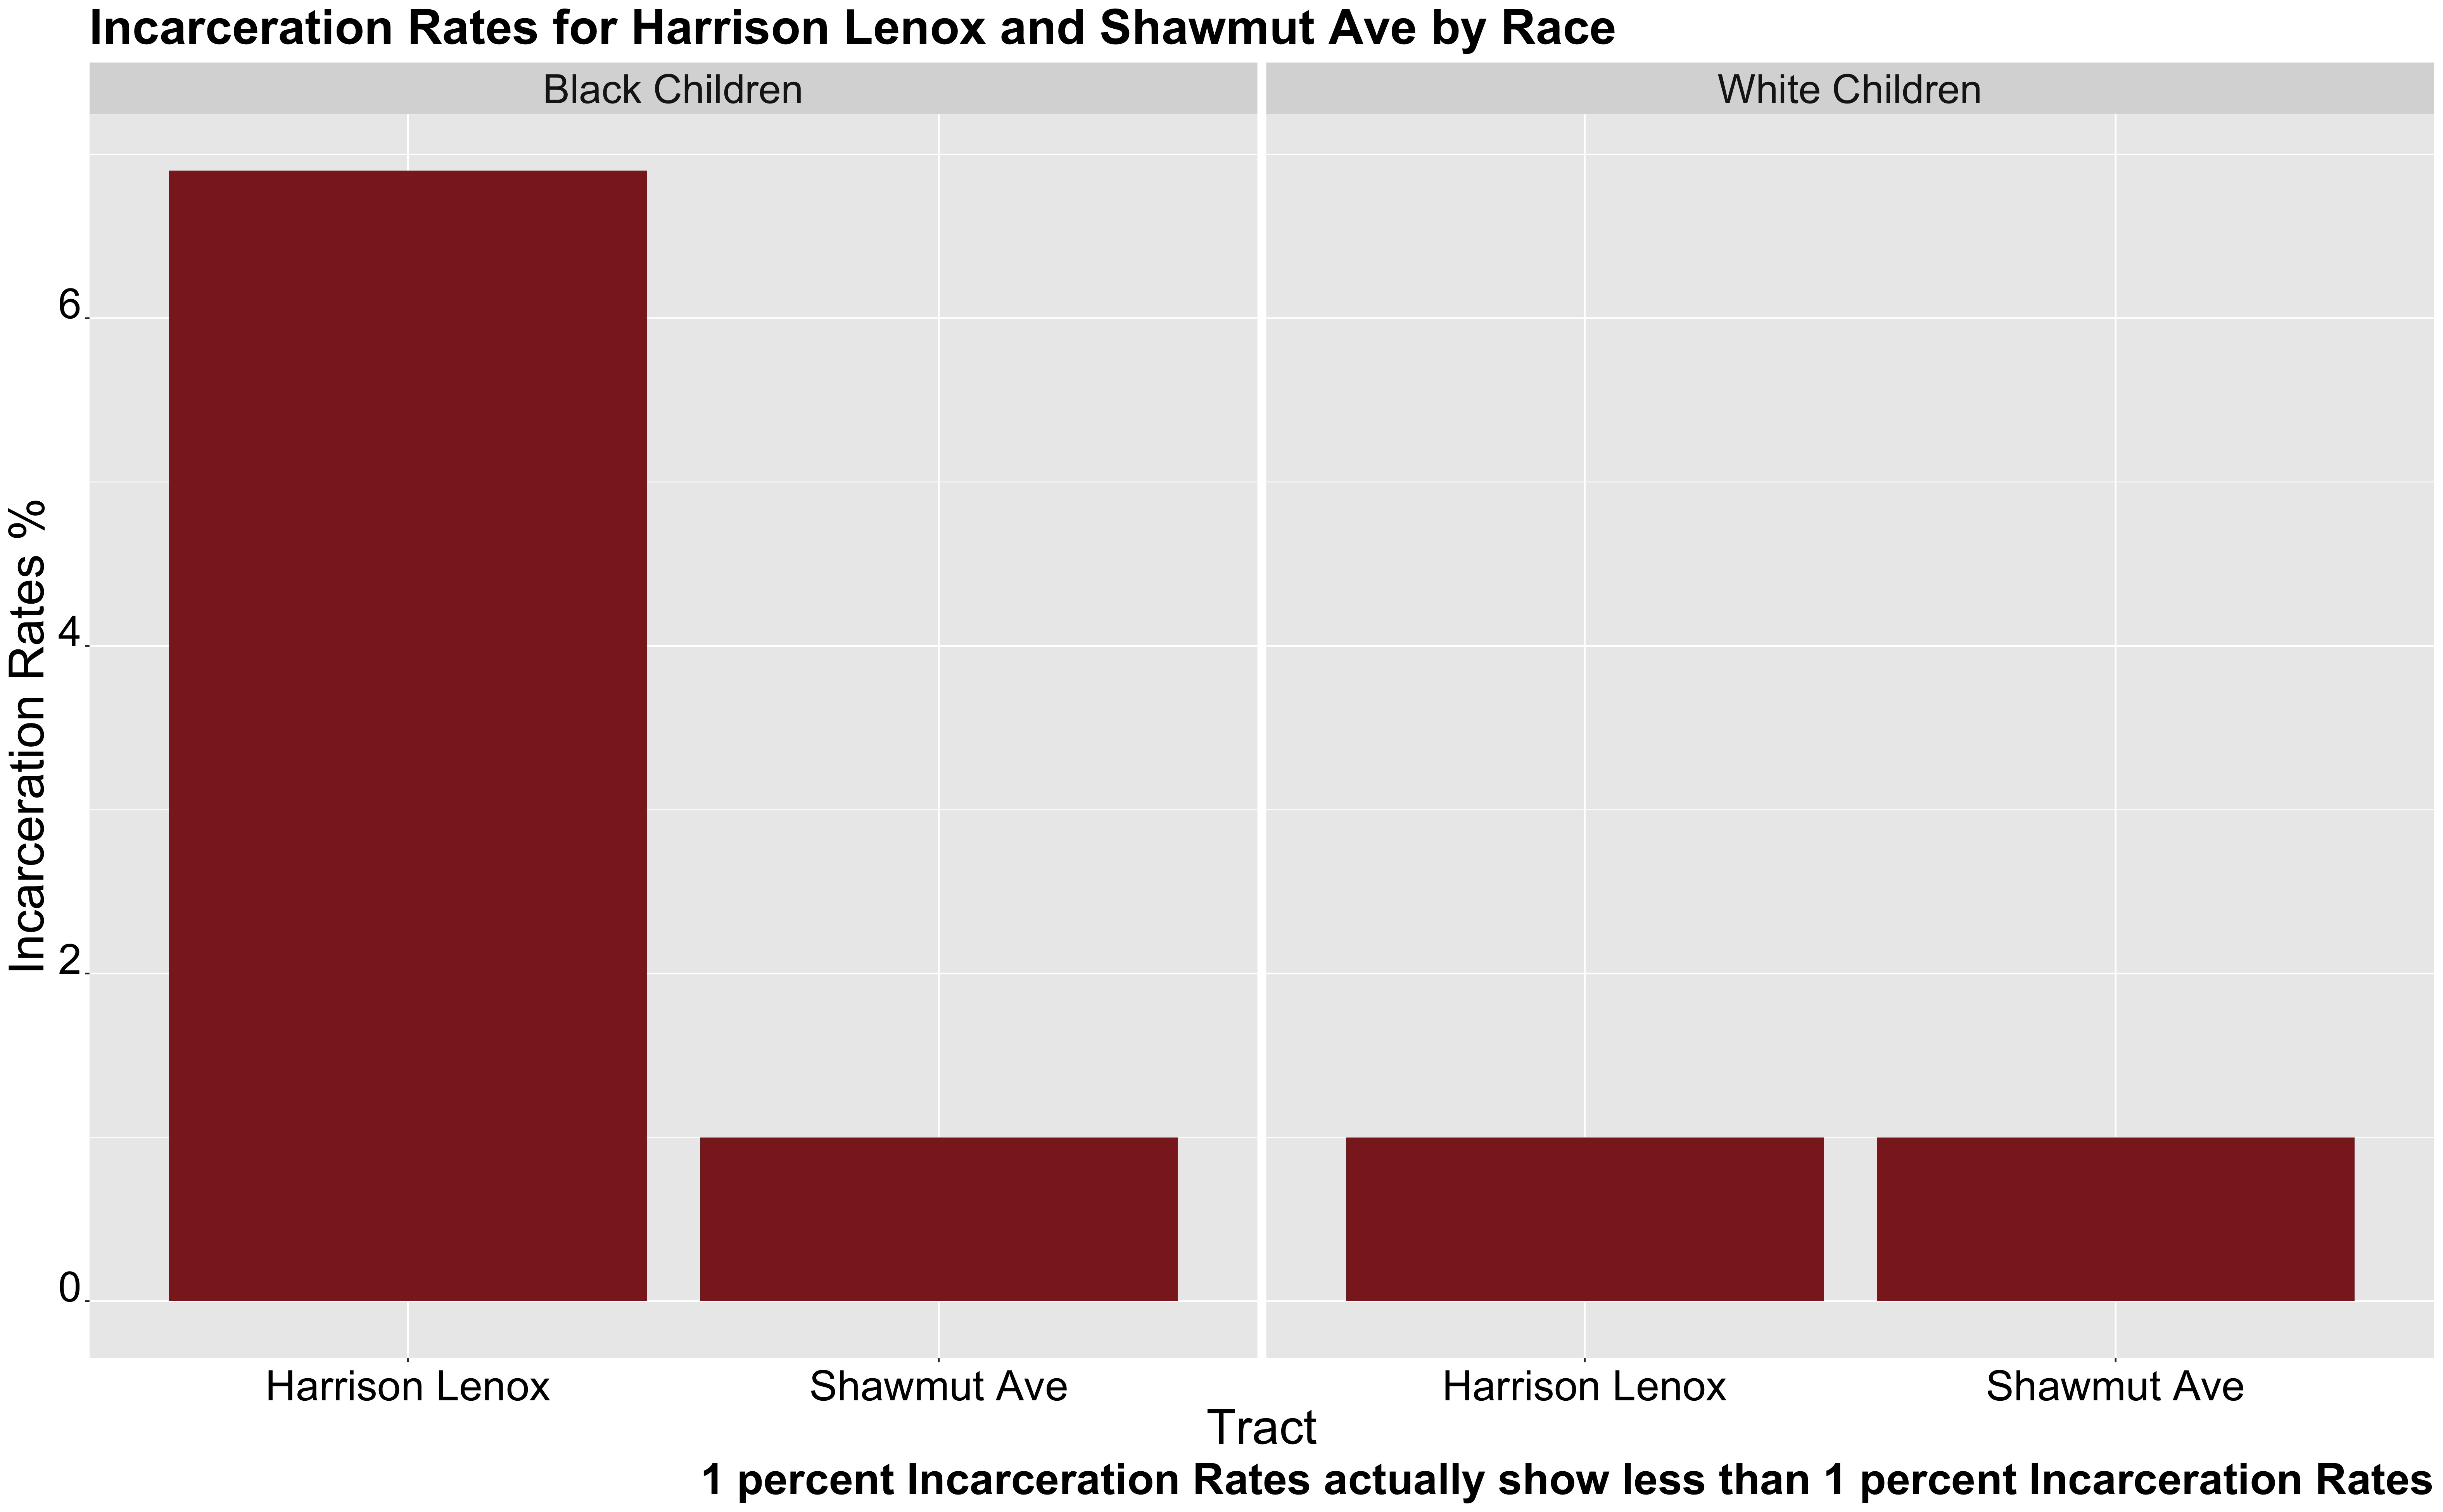 Incarceration Rates for Harrison Lenox and Shawmut Ave by Race
Black Children
White Children
Incarceration Rates %
6
4
2
0
Harrison Lenox
Shawmut Ave
Harrison Lenox
Shawmut Ave
Tract
1 percent Incarceration Rates actually show less than 1 percent Incarceration Rates